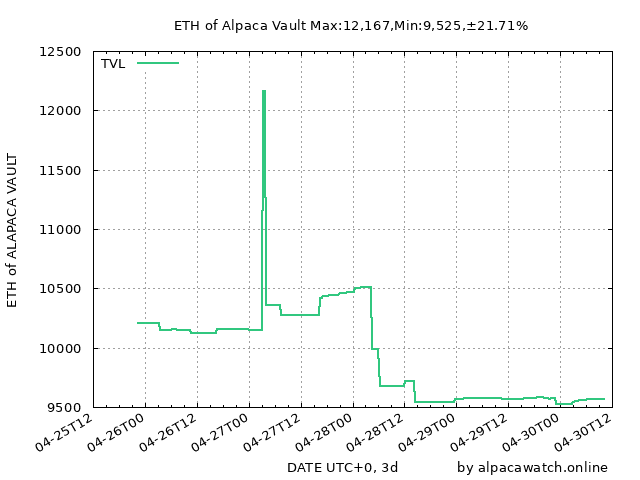 ETH of Alpaca Vault Max:12,167,Min:9,525,±21.71%
TVL
12500
12000
11500
11000
10500
10000
9500
ETH of ALAPACA VAULT
04-25T12
04-26T00
04-26T12
04-27T00
04-27T12
04-28T00
04-28T12
04-29T00
04-29T12
04-30T00
04-30T12
DATE UTC+0, 3d
by alpacawatch.online